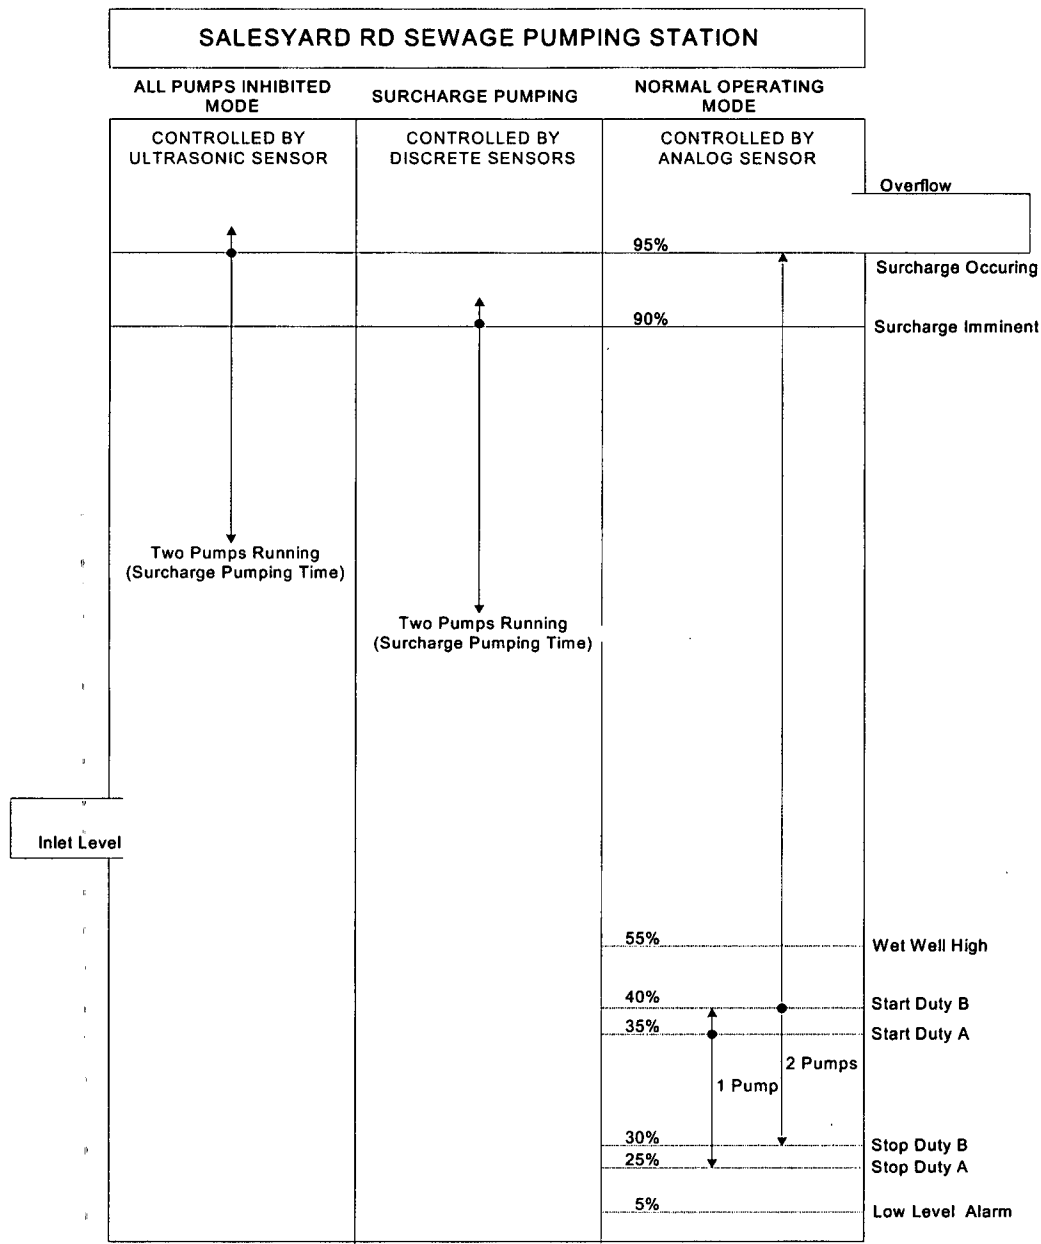 SALESYARD RD SEWAGE PUMPING STATION
ALL PUMPS INHIBITED
MODE
SURCHARGE PUMPING
NORMAL OPERATING
MODE
CONTROLLED BY
ULTRASONIC SENSOR
CONTROLLED BY
DISCRETE SENSORS
CONTROLLED BY
ANALOG SENSOR
Overflow
95%
Surcharge Occuring
90%
Surcharge Imminent
Two Pumps Running
(Surcharge Pumping Time)
Two Pumps Running
(Surcharge Pumping Time)
Inlet Level
55%
Wet Well High
40%
Start Duty B
35%
Start Duty A
2 Pumps
1 Pump
30%
Stop Duty B
25%
Stop Duty A
5%
Low Level Alarm